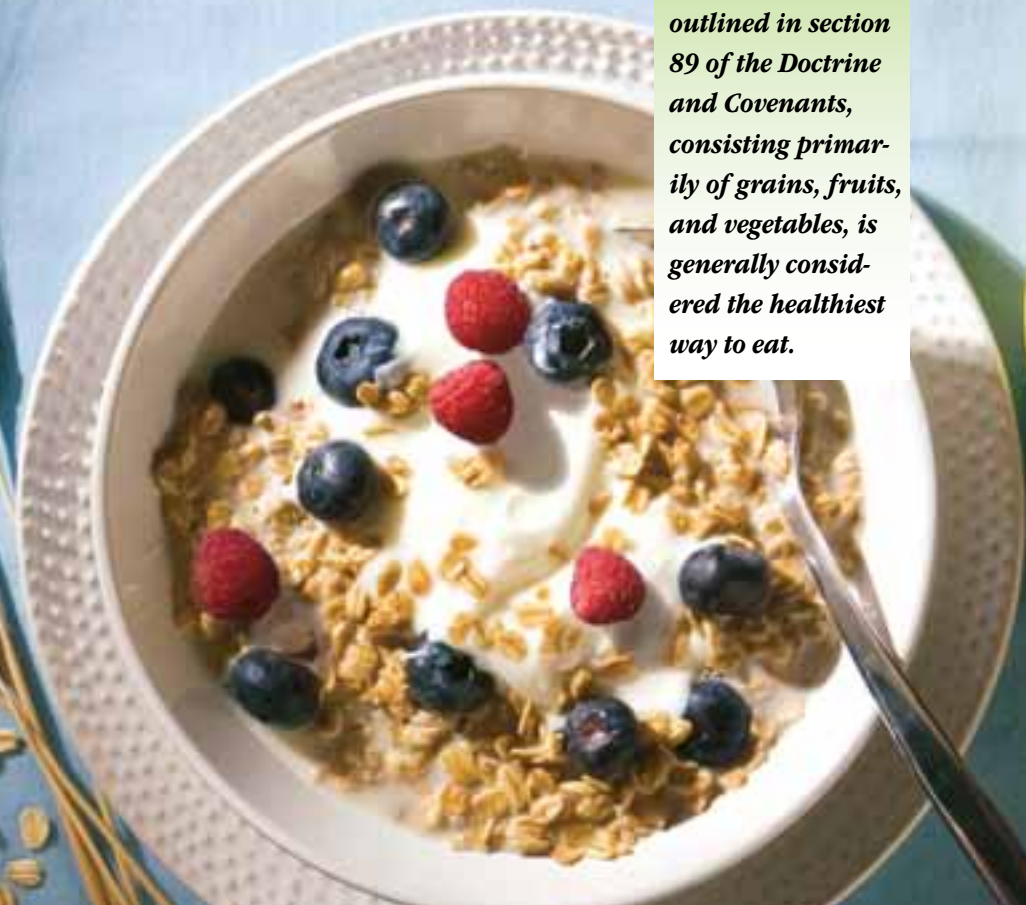 outlined in section
89 of the Doctrine
and Covenants,
consisting primar-
ily of grains, fruits,
and vegetables, is
generally consid-
ered the healthiest
way to eat.